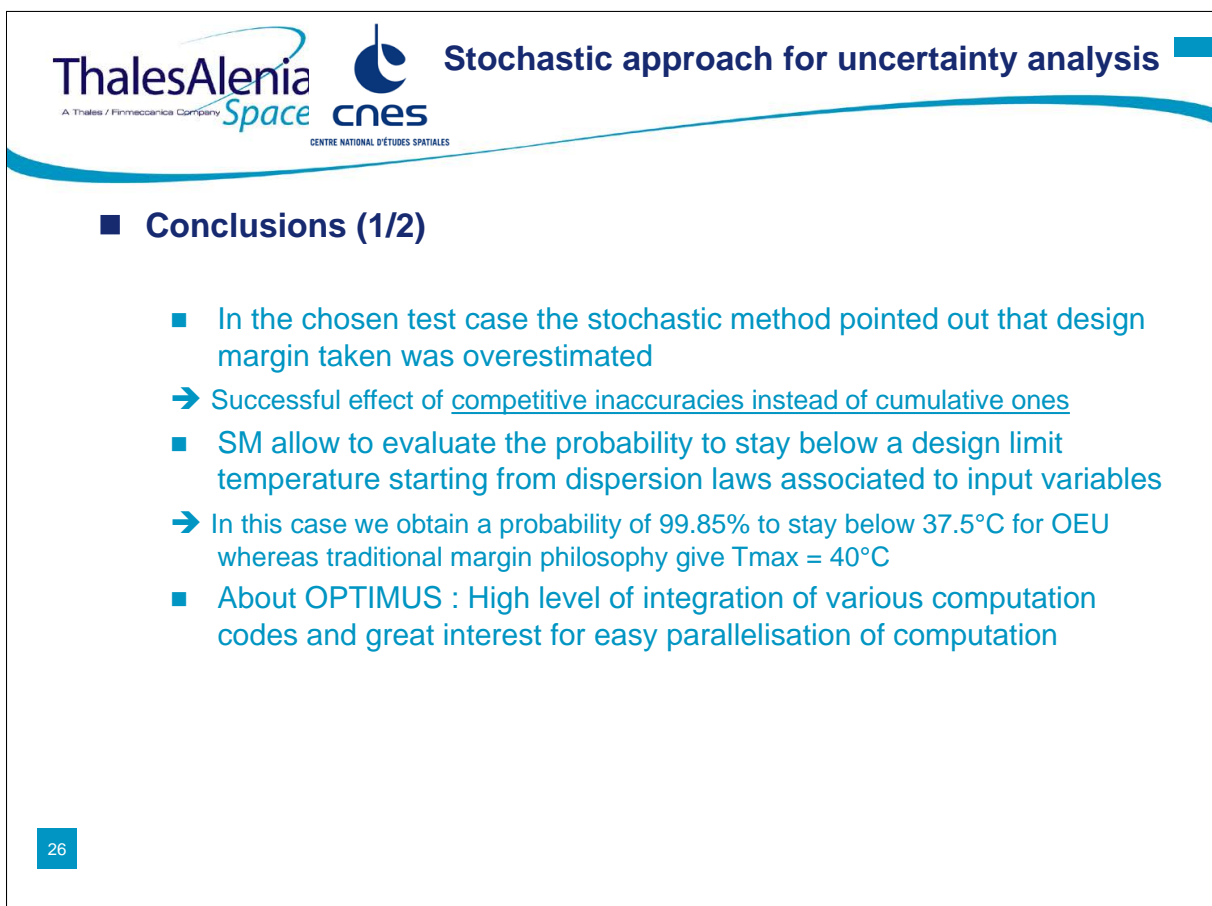 Stochastic approach for uncertainty analysis
ThalesAlenia
A Thales / Finmeccanica Company Space
cnes
CENTRE NATIONAL D'ÉTUDES SPATIALES
Conclusions (1/2)
In the chosen test case the stochastic method pointed out that design
margin taken was overestimated
➔ Successful effect of competitive inaccuracies instead of cumulative ones
SM allow to evaluate the probability to stay below a design limit
temperature starting from dispersion laws associated to input variables
➔ In this case we obtain a probability of 99.85% to stay below 37.5°C for OEU
whereas traditional margin philosophy give Tmax = 40°C
About OPTIMUS : High level of integration of various computation
codes and great interest for easy parallelisation of computation
26